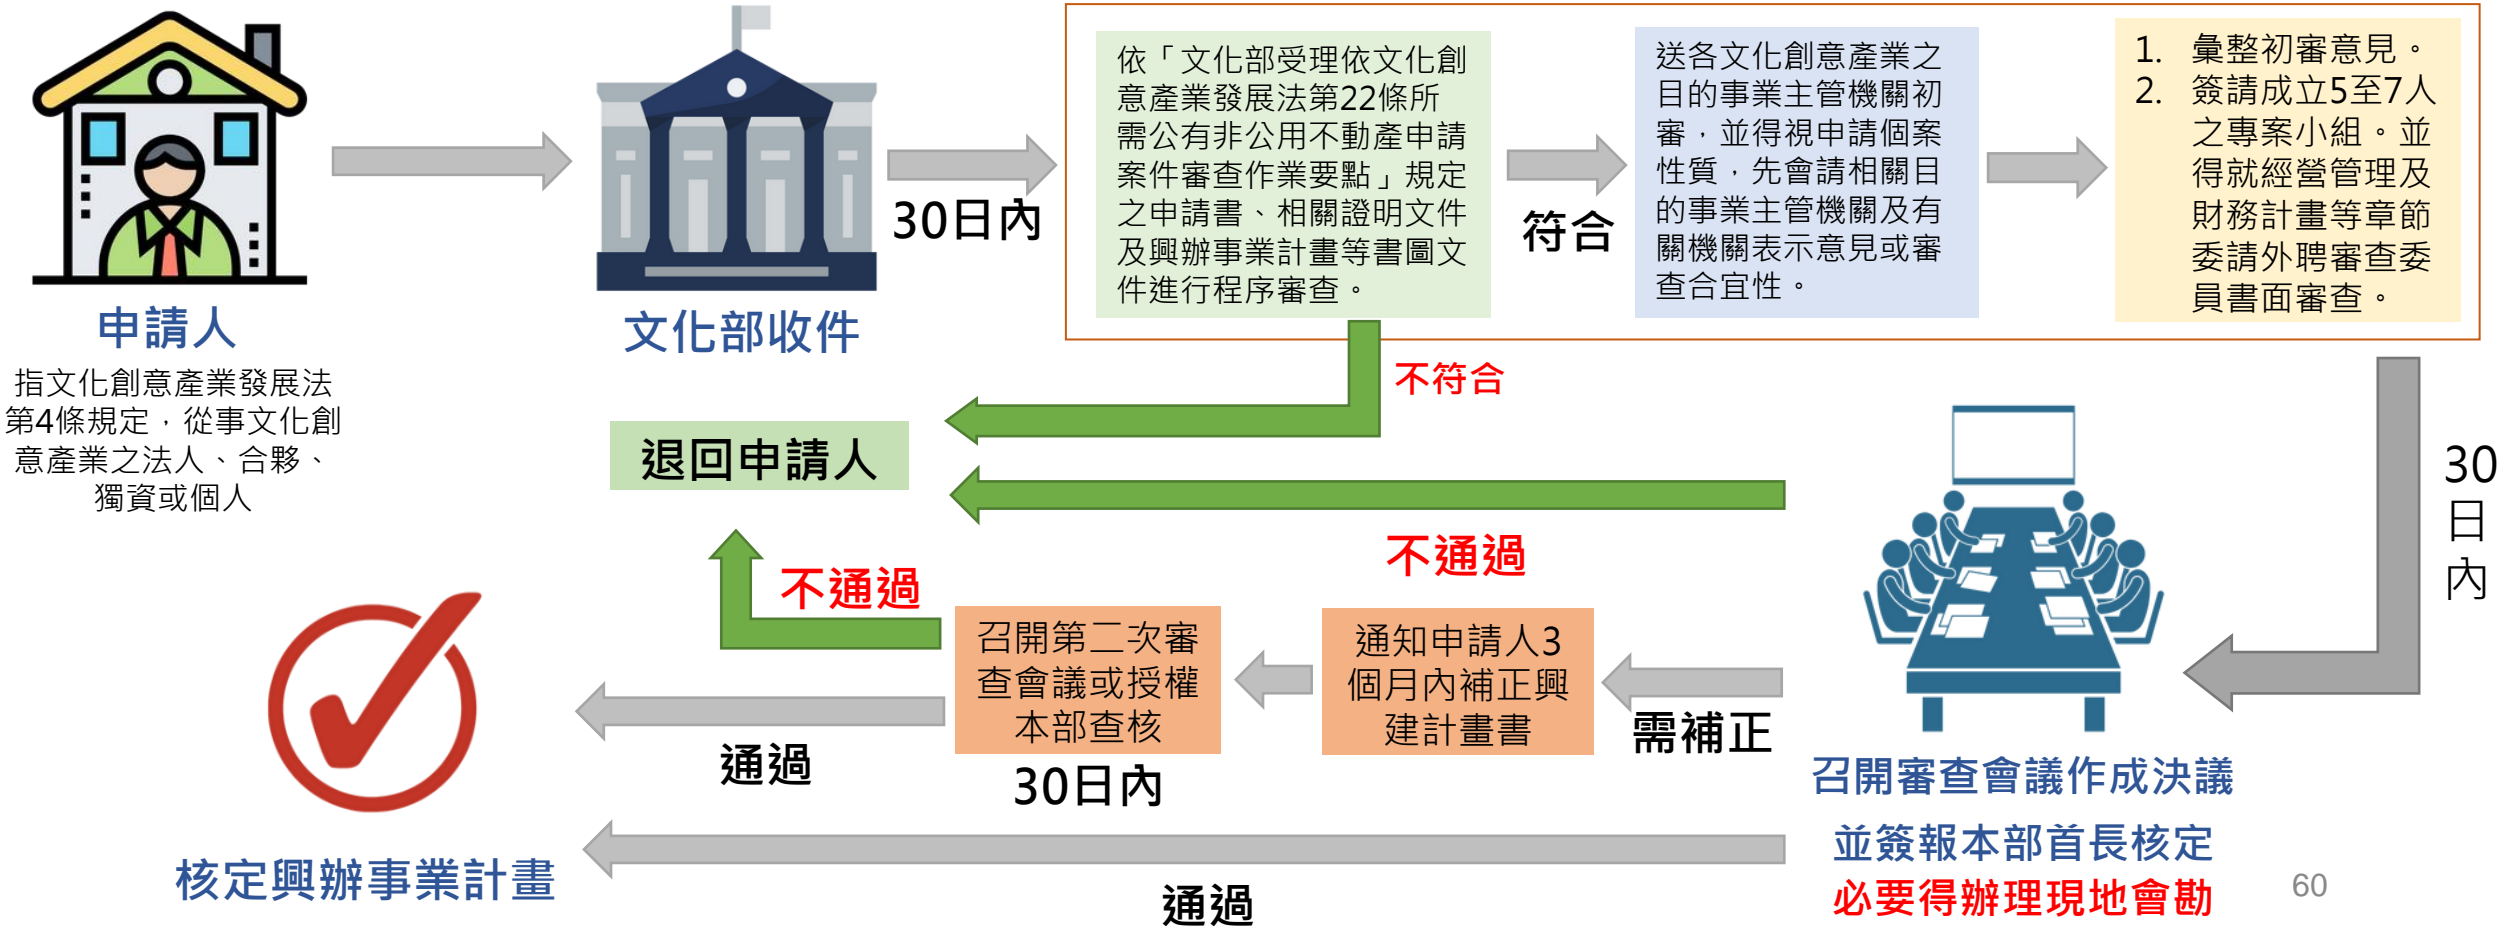 申請人
指文化創意產業發展法
第4條規定，從事文化創
意產業之法人、合夥、
獨資或個人
文化部收件
30日內
依「文化部受理依文化創
意產業發展法第22條所
需公有非公用不動產申請
案件審查作業要點」規定
之申請書、相關證明文件
及興辦事業計畫等書圖文
件進行程序審查。
符合
送各文化創意產業之
目的事業主管機關初
審，並得視申請個案
性質，先會請相關目
的事業主管機關及有
關機關表示意見或審
查合宜性。
1. 彙整初審意見。
2. 簽請成立5至7人
之專案小組。並
得就經營管理及
財務計畫等章節
委請外聘審查委
員書面審查。
不符合
退回申請人
30
日
內
不通過
不通過
召開第二次審
查會議或授權
本部查核
30日內
通知申請人3
個月內補正興
建計畫書
需補正
通過
召開審查會議作成決議
並簽報本部首長核定
必要得辦理現地會勘
核定興辦事業計畫
通過
60